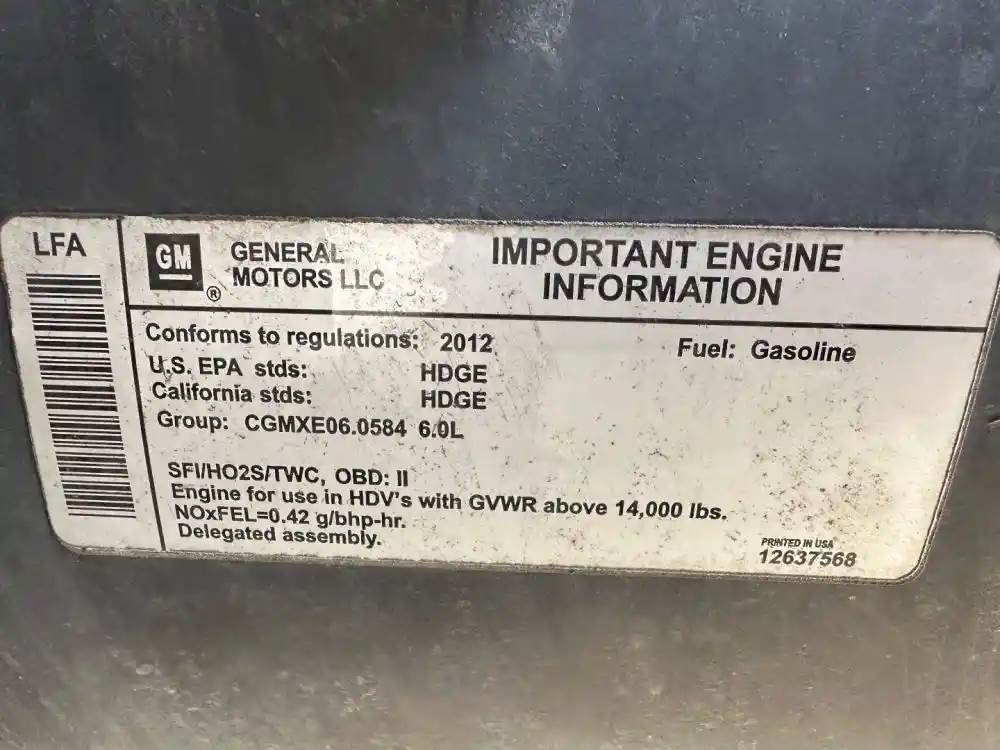 LFA
GM
®
GENERAL
MOTORS LLC
IMPORTANT ENGINE
INFORMATION
Conforms to regulations: 2012
Fuel: Gasoline
U.S. EPA stds: HDGE
California stds: HDGE
Group: CGMXE06.0584 6.0L
SFI/HO2S/TWC, OBD: II
Engine for use in HDV's with GVWR above 14,000 lbs.
NOxFEL=0.42 g/bhp-hr.
Delegated assembly.
PRINTED IN USA
12637568